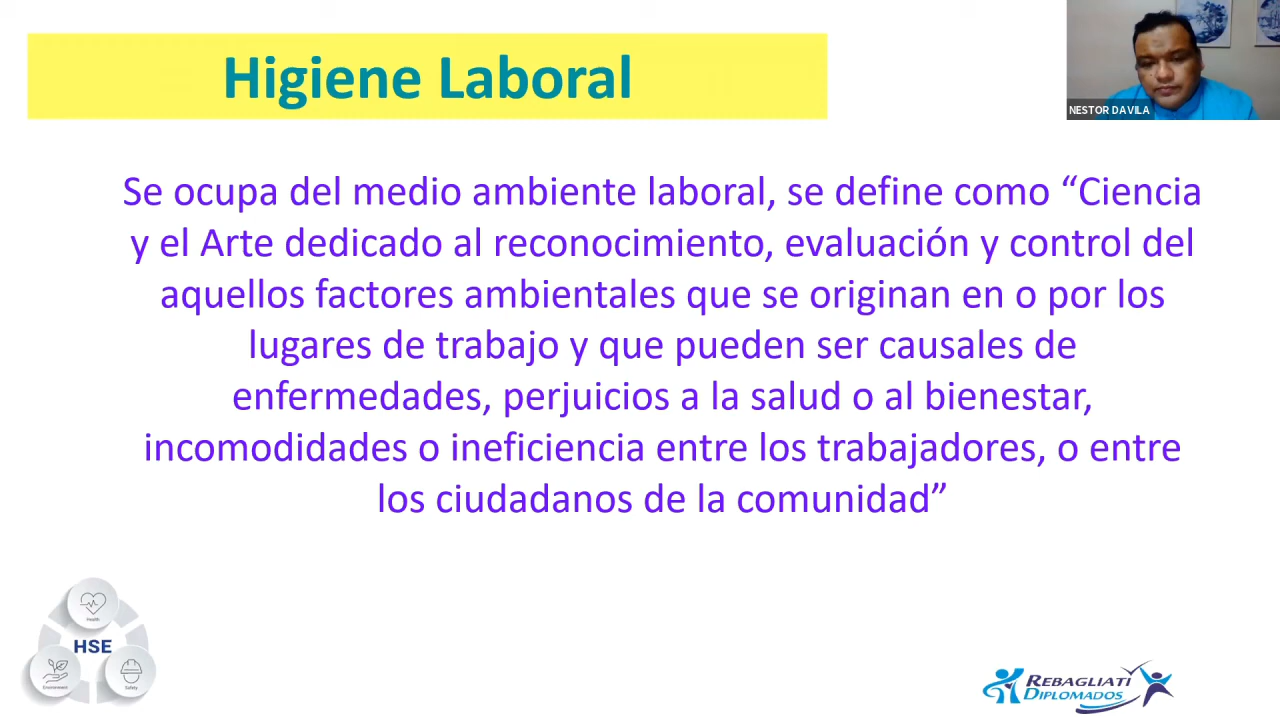 Higiene Laboral
NESTOR DAVILA
Se ocupa del medio ambiente laboral, se define como “Ciencia
y el Arte dedicado al reconocimiento, evaluación y control del
aquellos factores ambientales que se originan en o por los
lugares de trabajo y que pueden ser causales de
enfermedades, perjuicios a la salud o al bienestar,
incomodidades o ineficiencia entre los trabajadores, o entre
los ciudadanos de la comunidad”
Health
HSE
Environment
Safety
REBAGLIATI
DIPLOMADOS